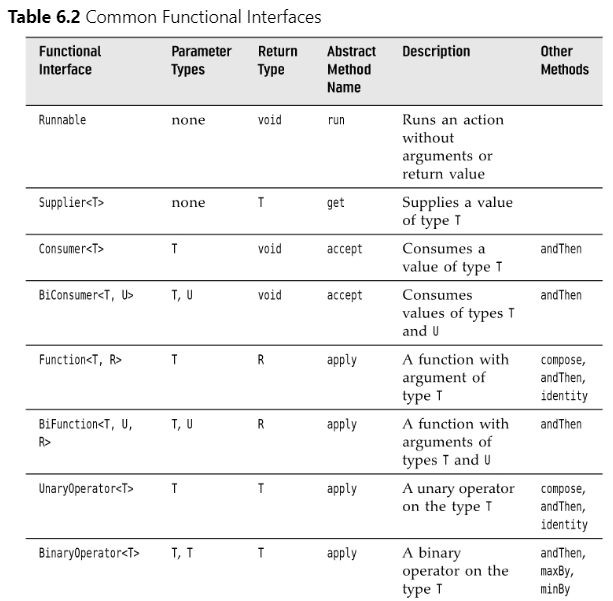 Table 6.2 Common Functional Interfaces
Functional Interface | Parameter Types | Return Type | Abstract Method Name | Description | Other Methods
Runnable | none | void | run | Runs an action without arguments or return value |
Supplier<T> | none | T | get | Supplies a value of type T |
Consumer<T> | T | void | accept | Consumes a value of type T | andThen
BiConsumer<T, U> | T, U | void | accept | Consumes values of types T and U | andThen
Function<T, R> | T | R | apply | A function with argument of type T | compose, andThen, identity
BiFunction<T, U, R> | T, U | R | apply | A function with arguments of types T and U | andThen
UnaryOperator<T> | T | T | apply | A unary operator on the type T | compose, andThen, identity
BinaryOperator<T> | T, T | T | apply | A binary operator on the type T | andThen, maxBy, minBy